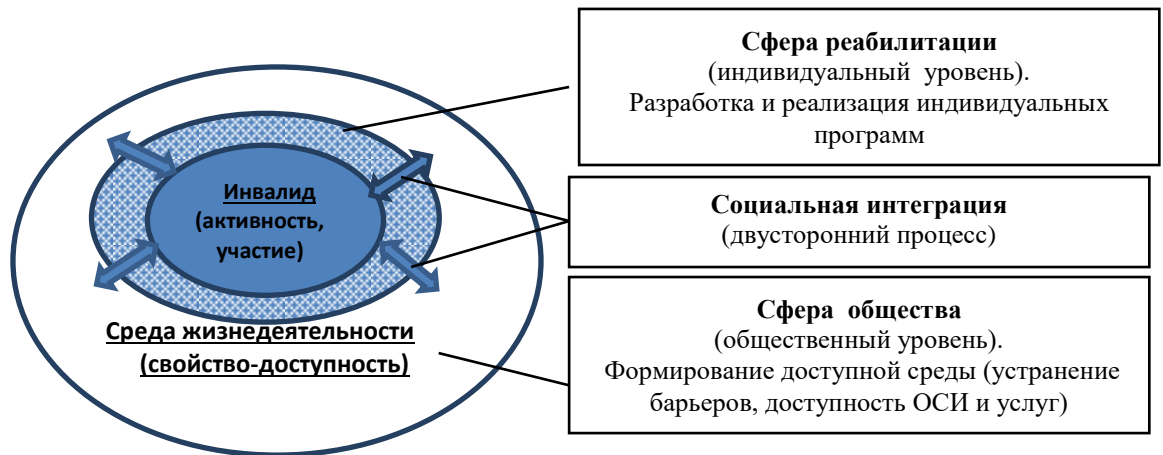 Инвалид
(активность,
участие)
Среда жизнедеятельности
(свойство-доступность)
Сфера реабилитации
(индивидуальный уровень).
Разработка и реализация индивидуальных
программ
Социальная интеграция
(двусторонний процесс)
Сфера общества
(общественный уровень).
Формирование доступной среды (устранение
барьеров, доступность ОСИ и услуг)